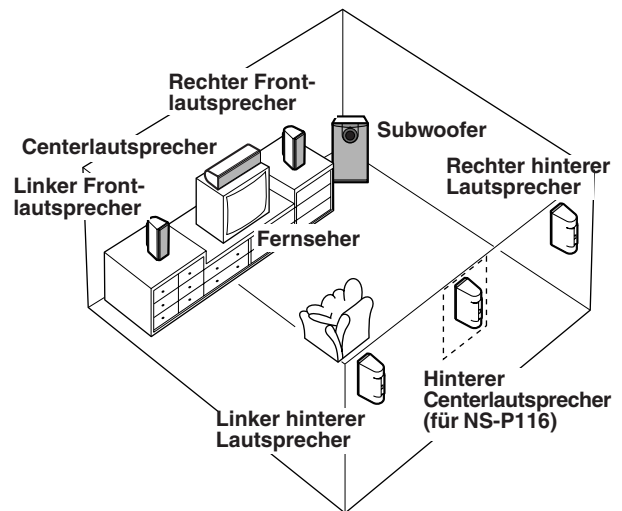 Rechter Front-
lautsprecher
Centerlautsprecher
Linker Front-
lautsprecher
Subwoofer
Rechter hinterer
Lautsprecher
Fernseher
Linker hinterer
Lautsprecher
Hinterer
Centerlautsprecher
(für NS-P116)